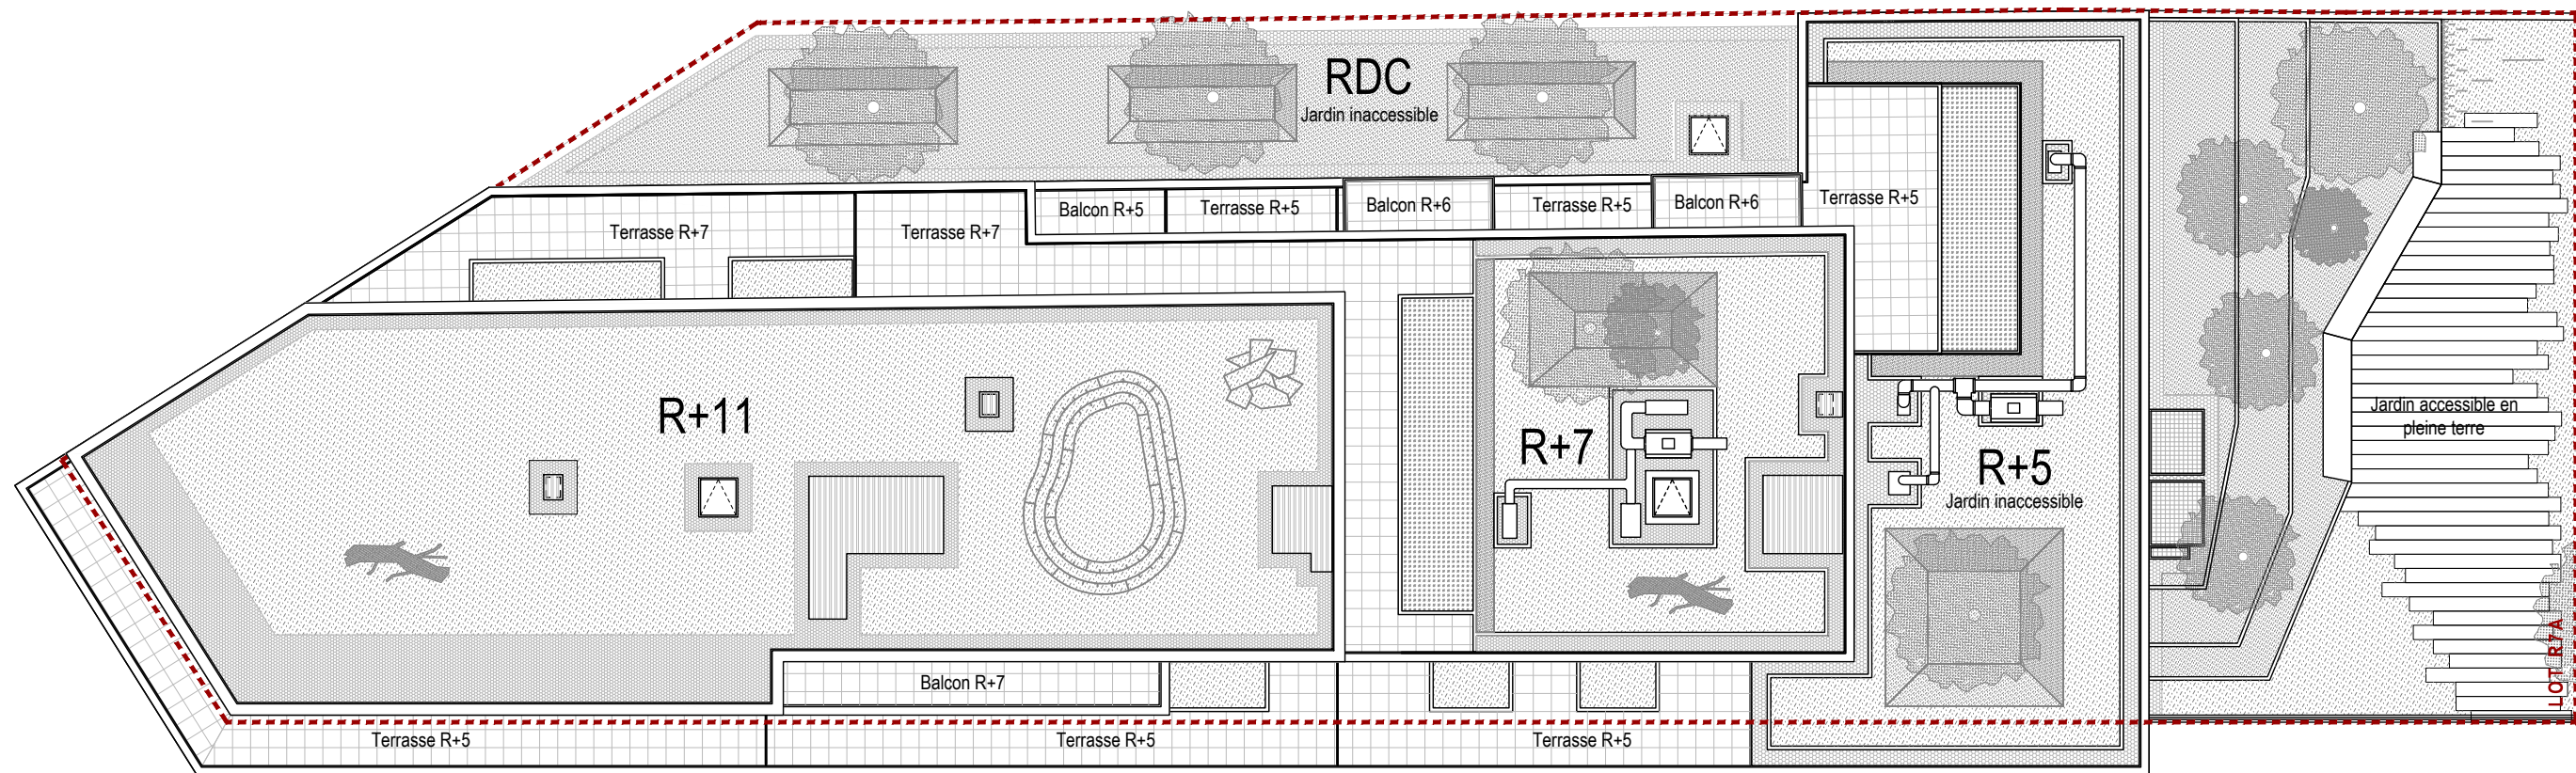 RDC
Jardin inaccessible
Terrasse R+7
Terrasse R+7
Balcon R+5
Terrasse R+5
Balcon R+6
Terrasse R+5
Balcon R+6
Terrasse R+5
R+11
R+7
R+5
Jardin inaccessible
Jardin accessible en
pleine terre
Balcon R+7
Terrasse R+5
Terrasse R+5
Terrasse R+5
LOT R7A